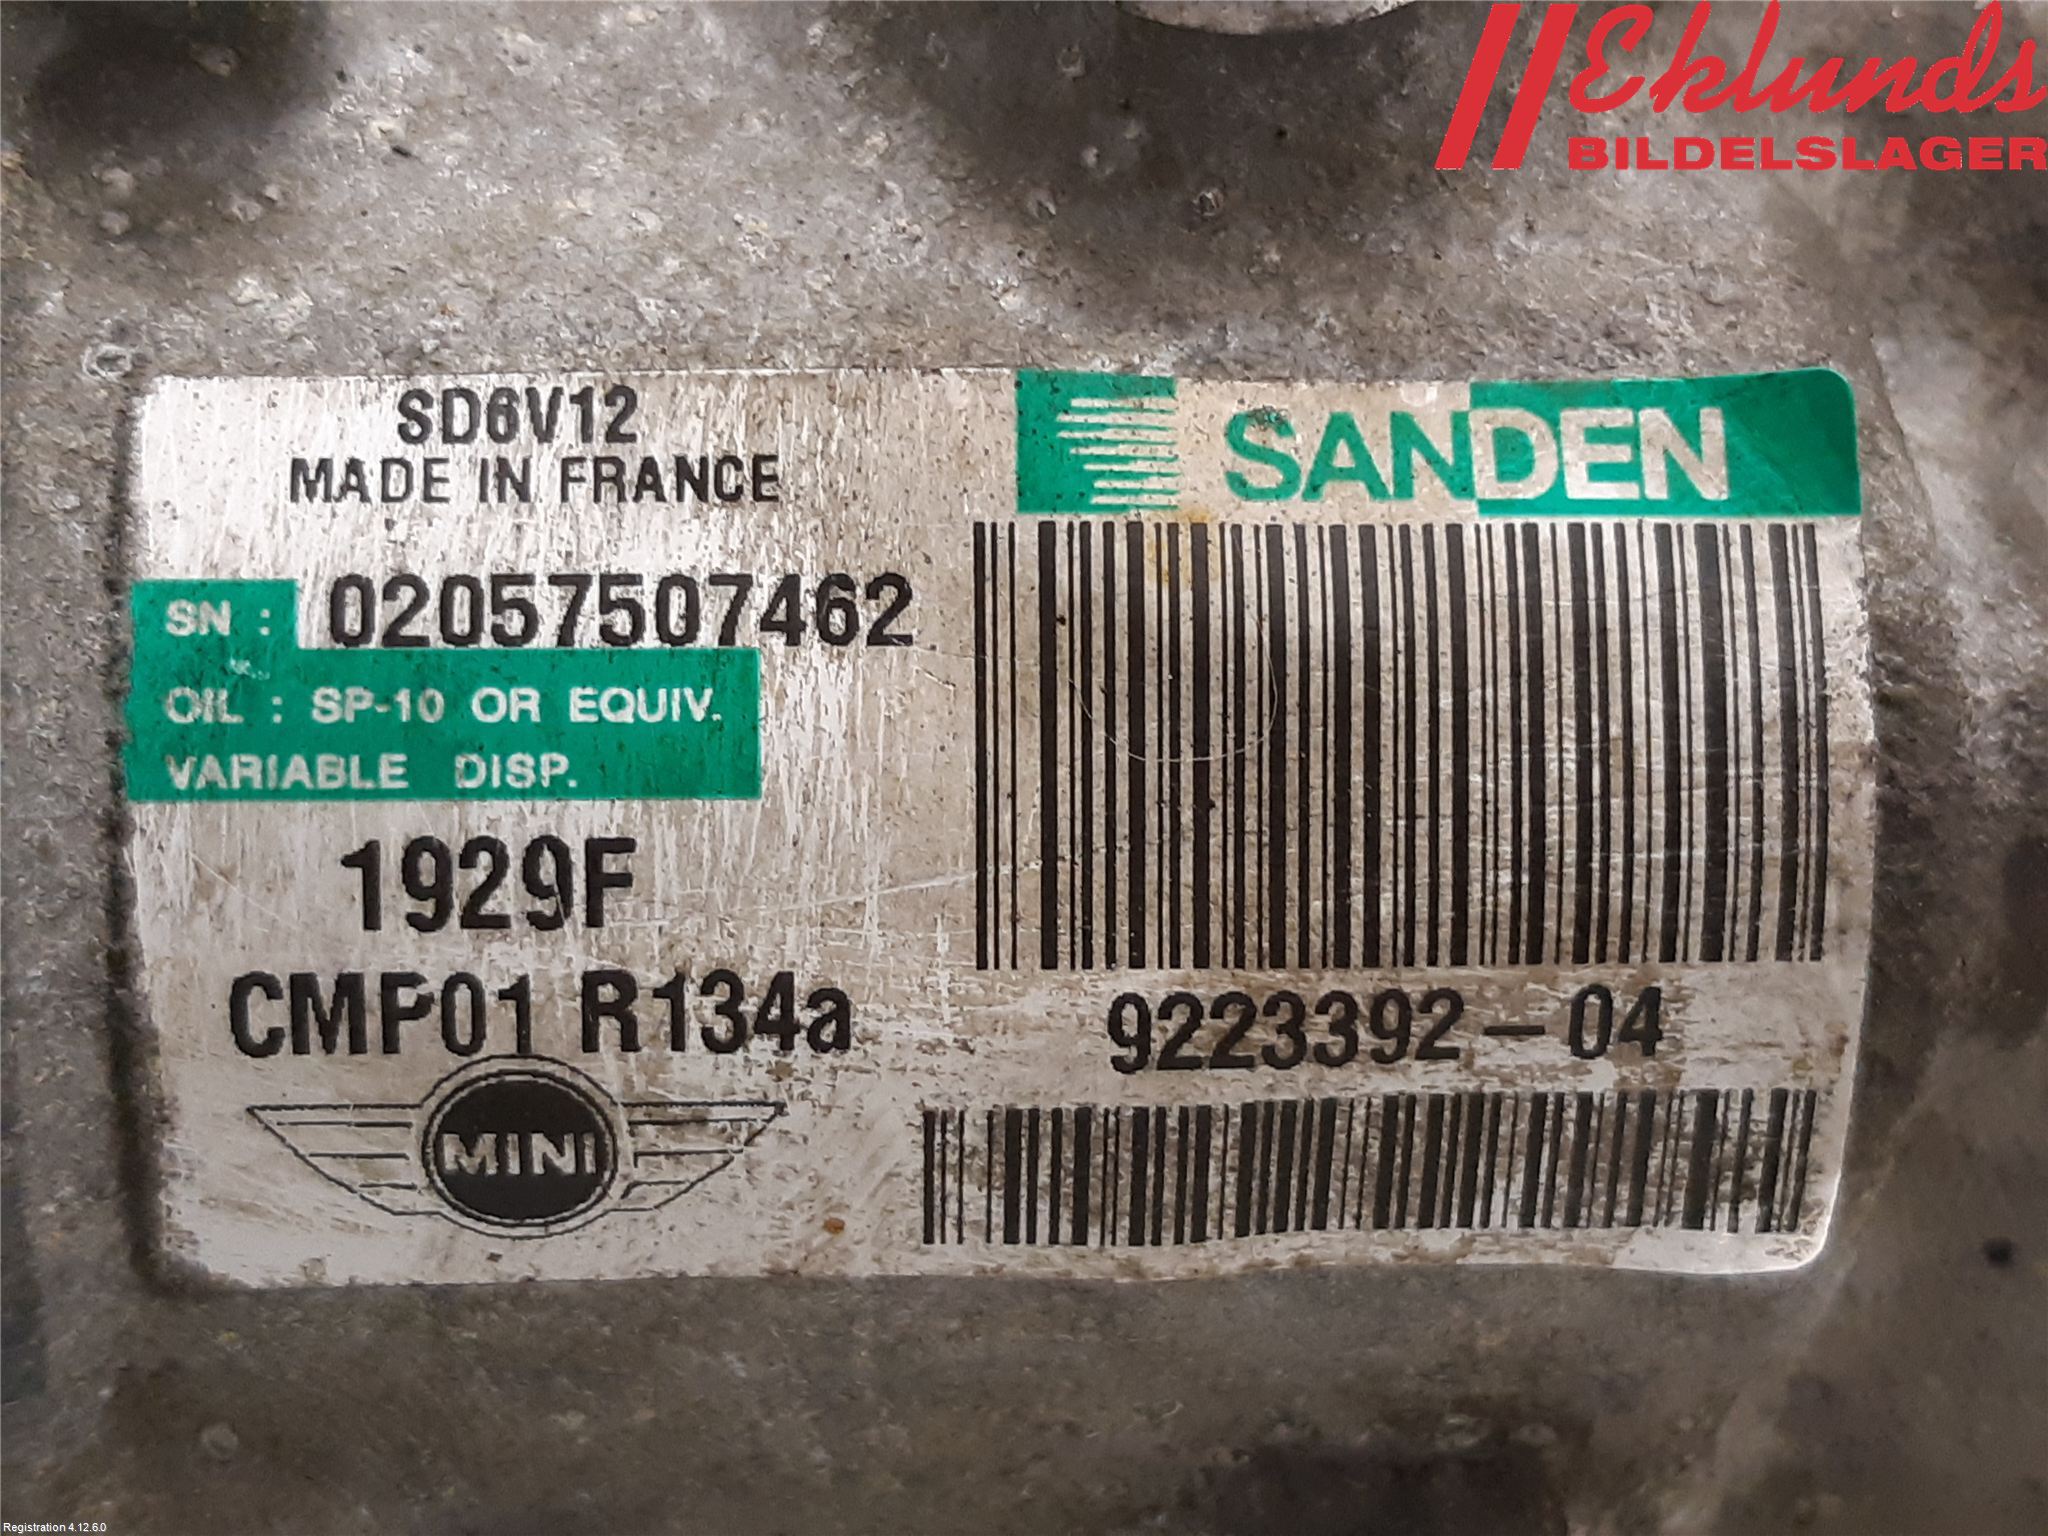 Eklunds
BILDELSLAGER
SD6V12
MADE IN FRANCE
SANDEN
SN : 02057507462
OIL : SP-10 OR EQUIV.
VARIABLE DISP.
1929F
CMP01 R134a
9223392-04
MINI
Registration 4.12.6.0